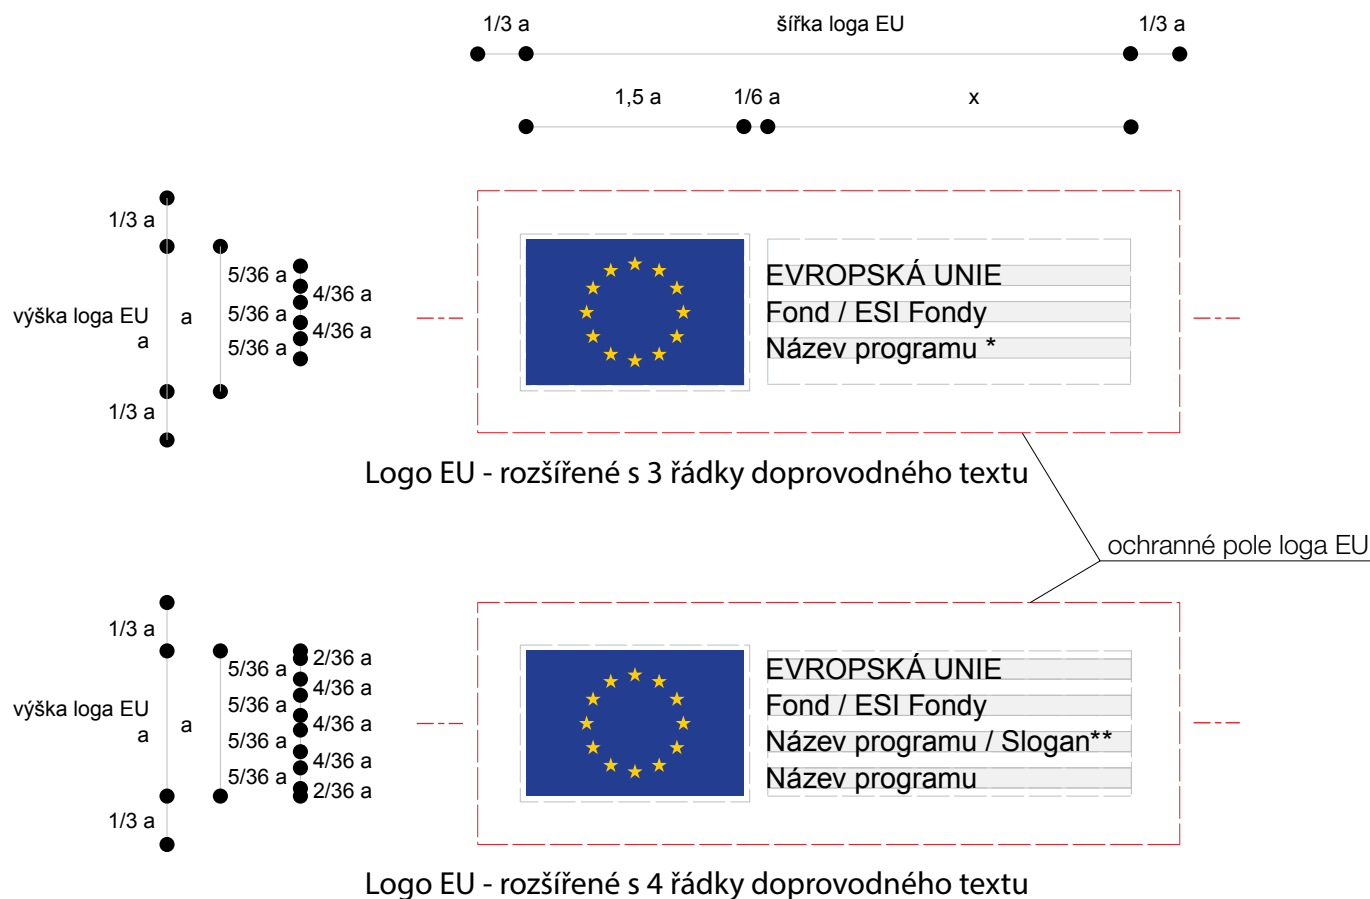 1/3 a
šířka loga EU
1/3 a
1,5 a
1/6 a
x
1/3 a
výška loga EU
a
a
1/3 a
5/36 a
5/36 a
5/36 a
4/36 a
4/36 a
EVROPSKÁ UNIE
Fond / ESI Fondy
Název programu *
Logo EU - rozšířené s 3 řádky doprovodného textu
ochranné pole loga EU
1/3 a
výška loga EU
a
a
1/3 a
5/36 a
5/36 a
5/36 a
5/36 a
2/36 a
4/36 a
4/36 a
4/36 a
2/36 a
EVROPSKÁ UNIE
Fond / ESI Fondy
Název programu / Slogan**
Název programu
Logo EU - rozšířené s 4 řádky doprovodného textu